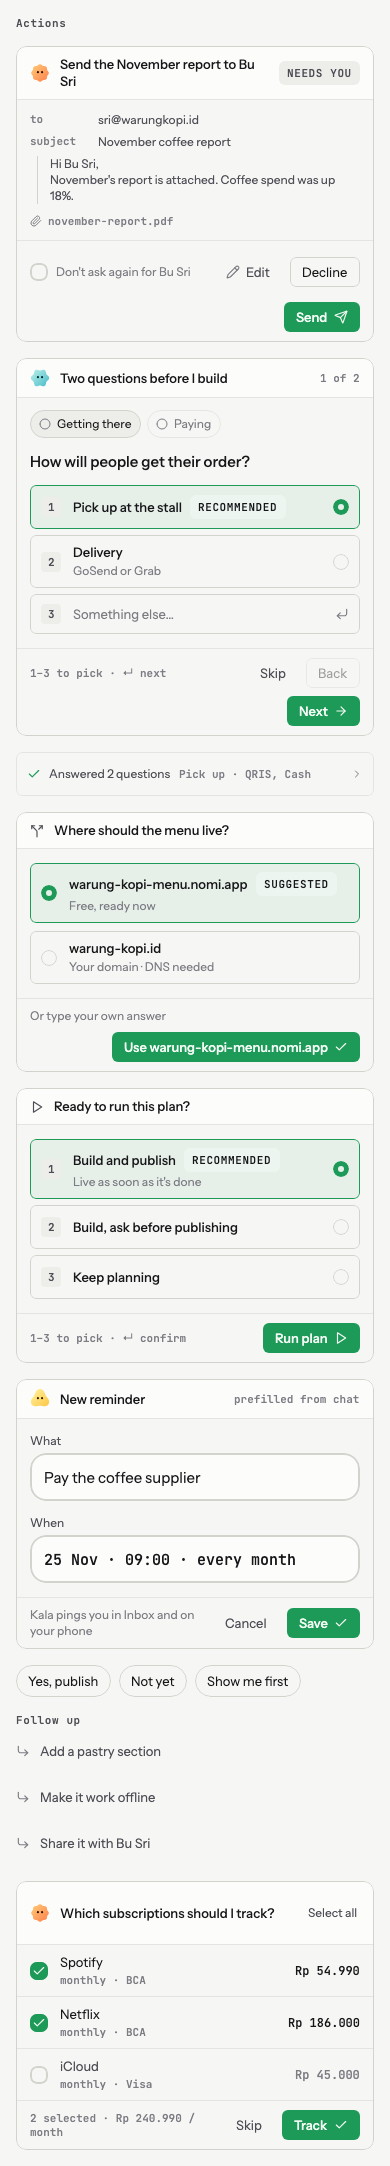 Actions
Send the November report to Bu
Sri
NEEDS YOU
to sri@warungkopi.id
subject November coffee report
Hi Bu Sri,
November's report is attached. Coffee spend was up
18%.
november-report.pdf
Don't ask again for Bu Sri
Edit
Decline
Send
Two questions before I build
1 of 2
Getting there
Paying
How will people get their order?
1 Pick up at the stall RECOMMENDED
2 Delivery
GoSend or Grab
3 Something else...
1–3 to pick · ↵ next
Skip
Back
Next →
Answered 2 questions Pick up · QRIS, Cash
Where should the menu live?
warung-kopi-menu.nomi.app SUGGESTED
Free, ready now
warung-kopi.id
Your domain · DNS needed
Or type your own answer
Use warung-kopi-menu.nomi.app
Ready to run this plan?
1 Build and publish RECOMMENDED
Live as soon as it's done
2 Build, ask before publishing
3 Keep planning
1–3 to pick · ↵ confirm
Run plan
New reminder
prefilled from chat
What
Pay the coffee supplier
When
25 Nov · 09:00 · every month
Kala pings you in Inbox and on
your phone
Cancel
Save
Yes, publish
Not yet
Show me first
Follow up
Add a pastry section
Make it work offline
Share it with Bu Sri
Which subscriptions should I track?
Select all
Spotify
monthly · BCA
Rp 54.990
Netflix
monthly · BCA
Rp 186.000
iCloud
monthly · Visa
Rp 45.000
2 selected · Rp 240.990 /
month
Skip
Track